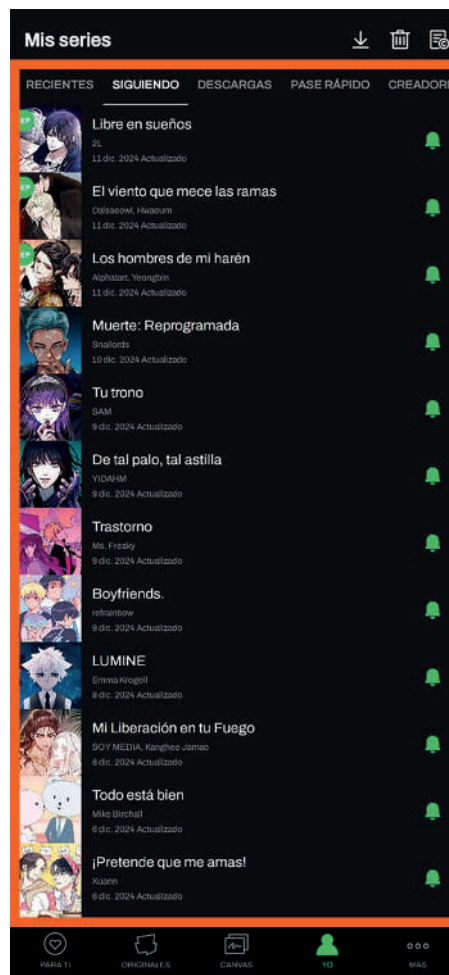 Mis series
RECIENTES SIGUIENDO DESCARGAS PASE RÁPIDO CREADORE
EP
Libre en sueños
2L
11 dic. 2024 Actualizado
EP
El viento que mece las ramas
Dalsaeowl, Hwaeum
11 dic. 2024 Actualizado
EP
Los hombres de mi harén
Alphatart, Yeongbin
11 dic. 2024 Actualizado
Muerte: Reprogramada
Snailords
10 dic. 2024 Actualizado
Tu trono
SAM
9 dic. 2024 Actualizado
De tal palo, tal astilla
YIDAHM
9 dic. 2024 Actualizado
Trastorno
Ms. Freaky
9 dic. 2024 Actualizado
Boyfriends.
refrainbow
9 dic. 2024 Actualizado
LUMINE
Emma Krogell
8 dic. 2024 Actualizado
Mi Liberación en tu Fuego
SOY MEDIA, Kanghee Jamae
8 dic. 2024 Actualizado
Todo está bien
Mike Birchall
6 dic. 2024 Actualizado
¡Pretende que me amas!
Xuann
6 dic. 2024 Actualizado
PARA TI ORIGINALES CANVAS YO MÁS